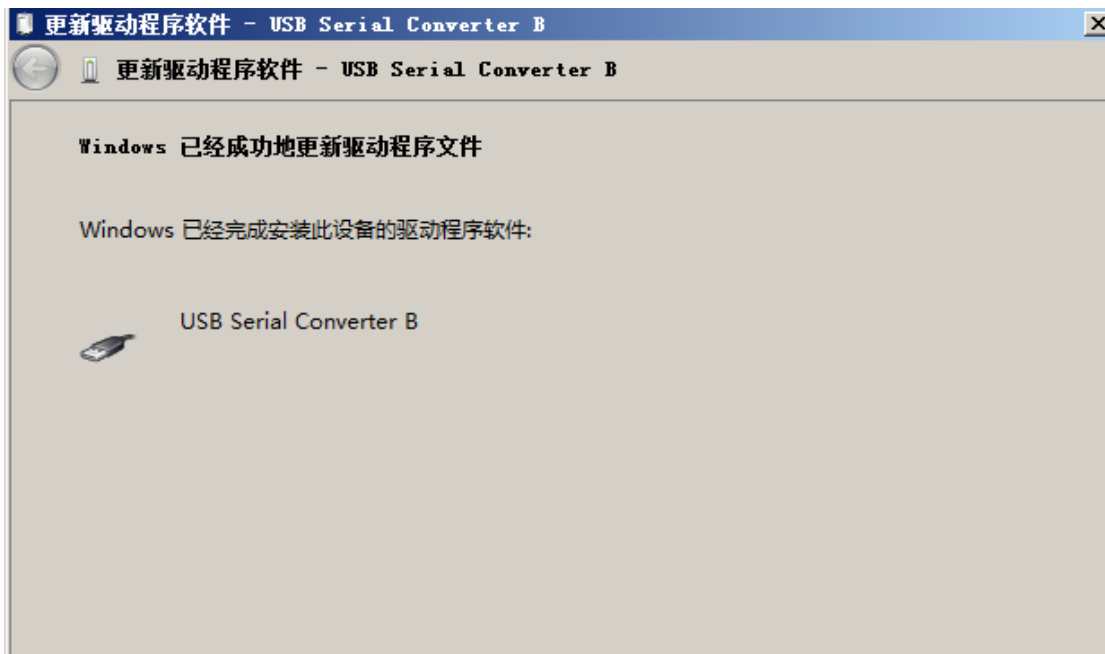 更新驱动程序软件 - USB Serial Converter B
更新驱动程序软件 - USB Serial Converter B
Windows 已经成功地更新驱动程序文件
Windows 已经完成安装此设备的驱动程序软件:
USB Serial Converter B